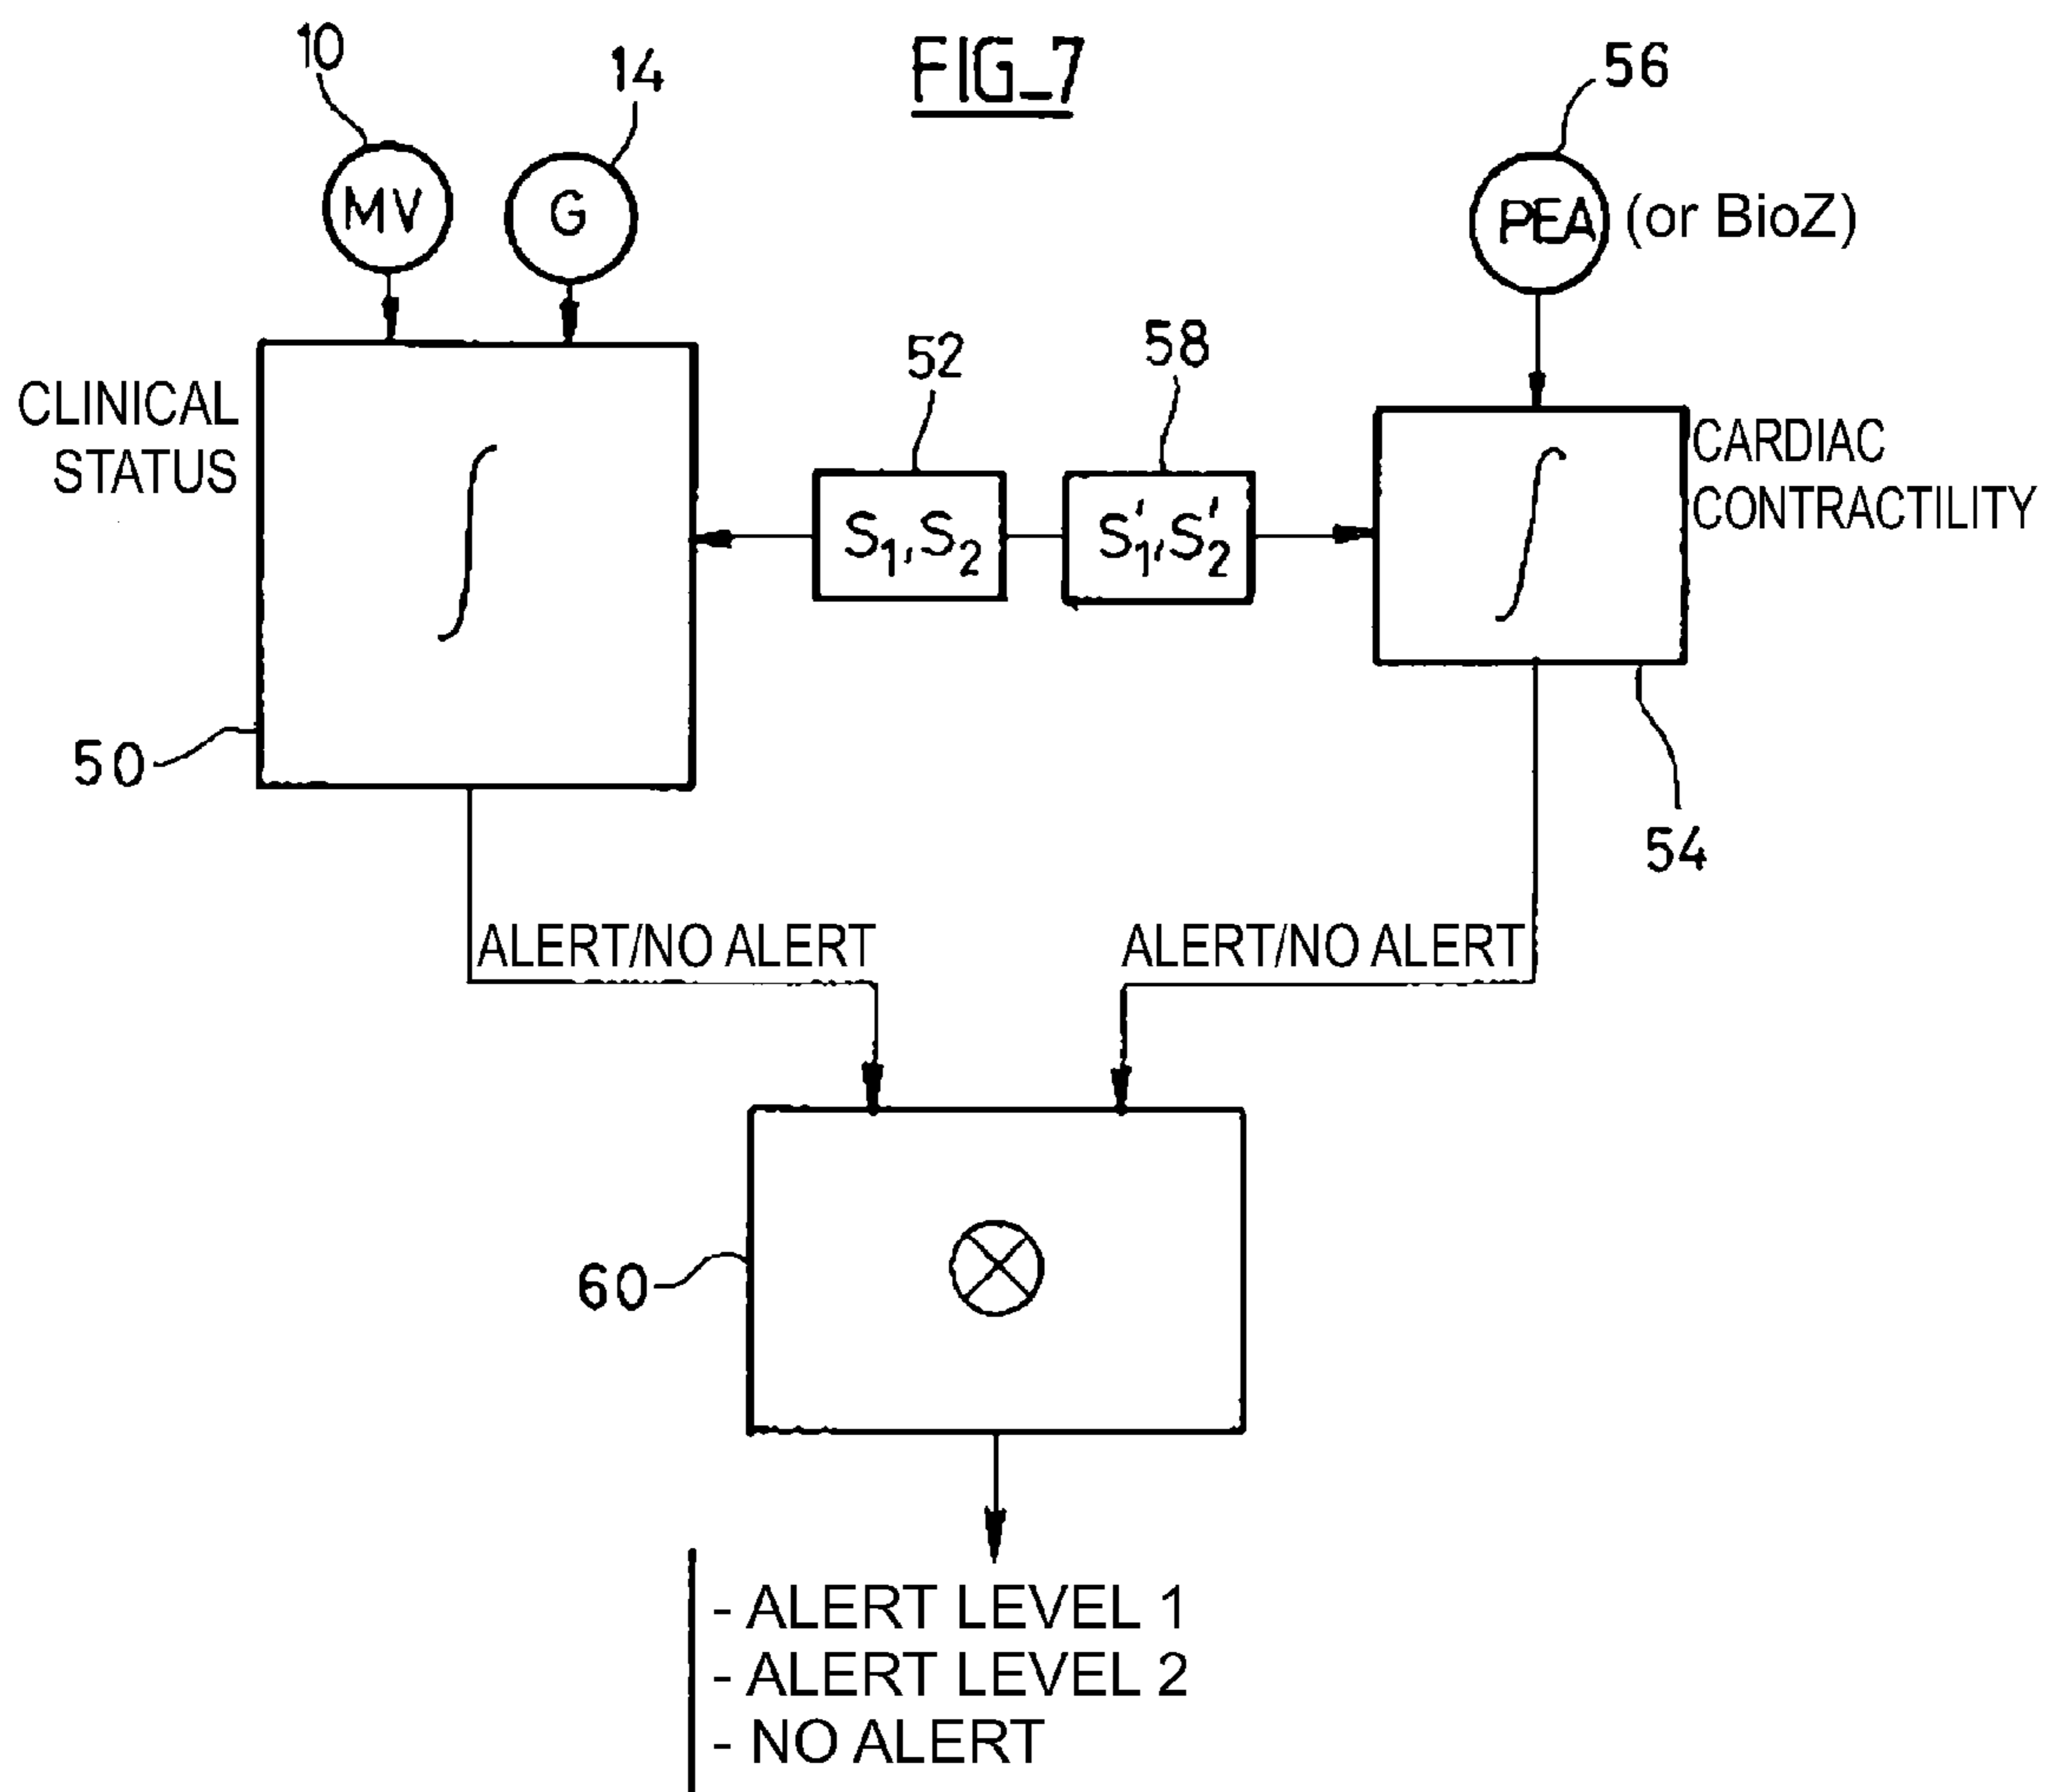 FIG_7
10
14
56
MV
G
PEA (or BioZ)
52
58
CLINICAL
STATUS
CARDIAC
CONTRACTILITY
S1, S2
S'1, S'2
50
54
ALERT/NO ALERT
ALERT/NO ALERT
60
- ALERT LEVEL 1
- ALERT LEVEL 2
- NO ALERT